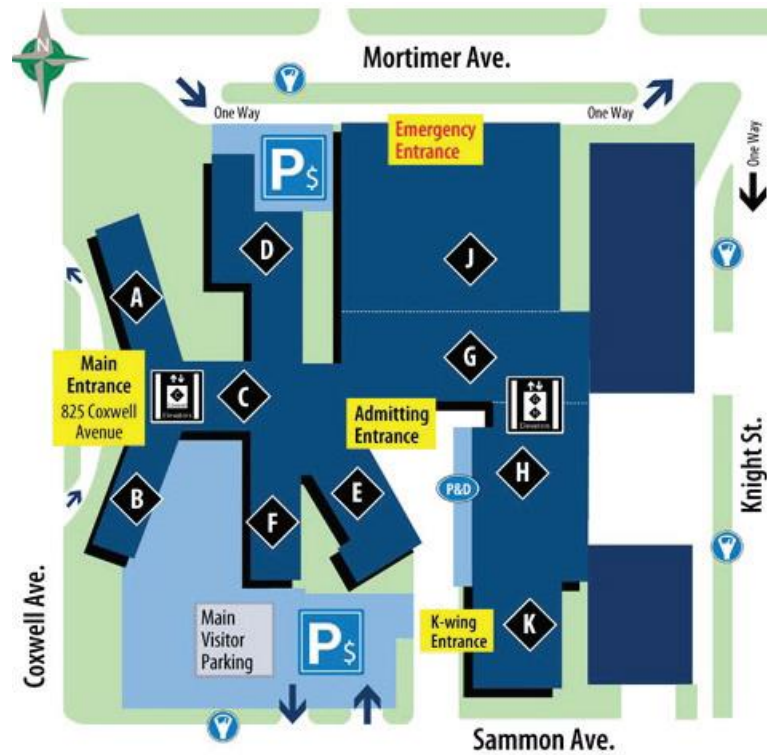 N
Mortimer Ave.
One Way
One Way
One Way
Emergency
Entrance
P$
D
J
A
Main
Entrance
825 Coxwell
Avenue
C
G
Admitting
Entrance
B
F
E
P&D
H
Knight St.
Coxwell Ave.
Main
Visitor
Parking
P$
K-wing
Entrance
K
Sammon Ave.